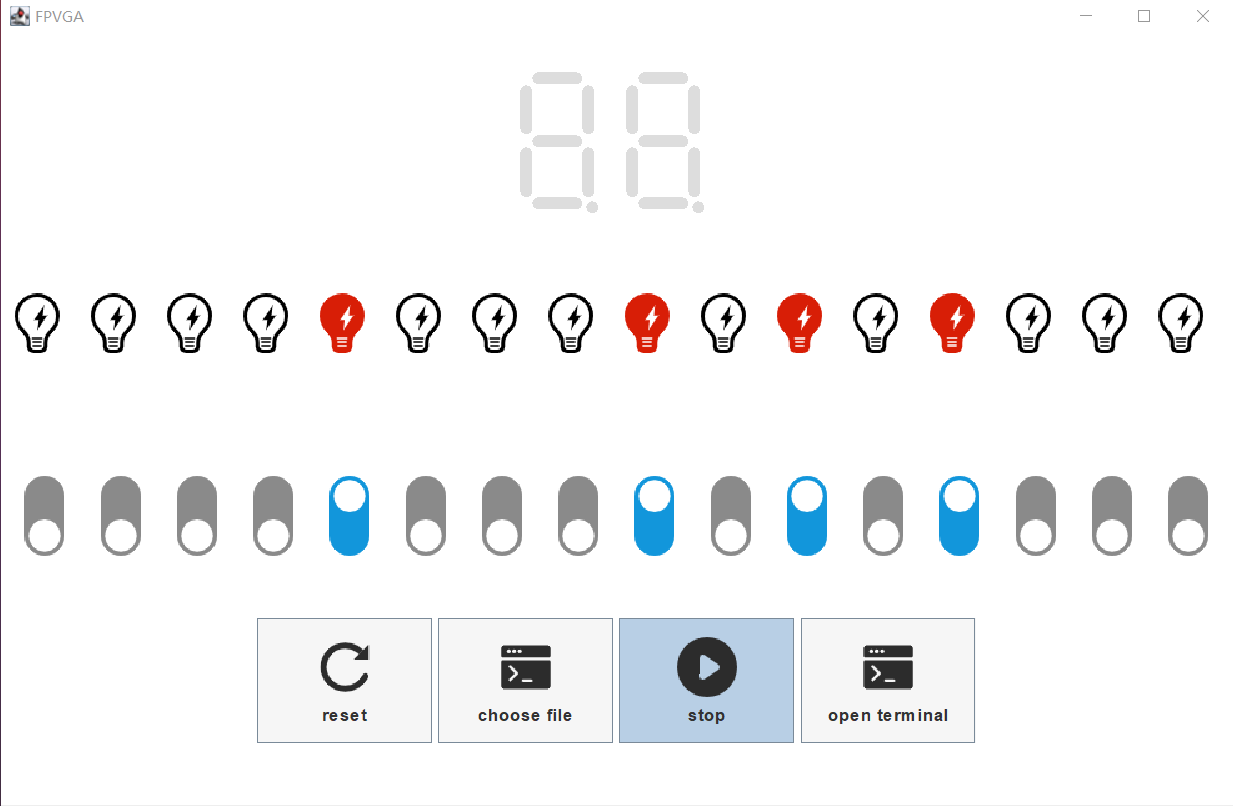 FPVGA
reset
choose file
stop
open terminal